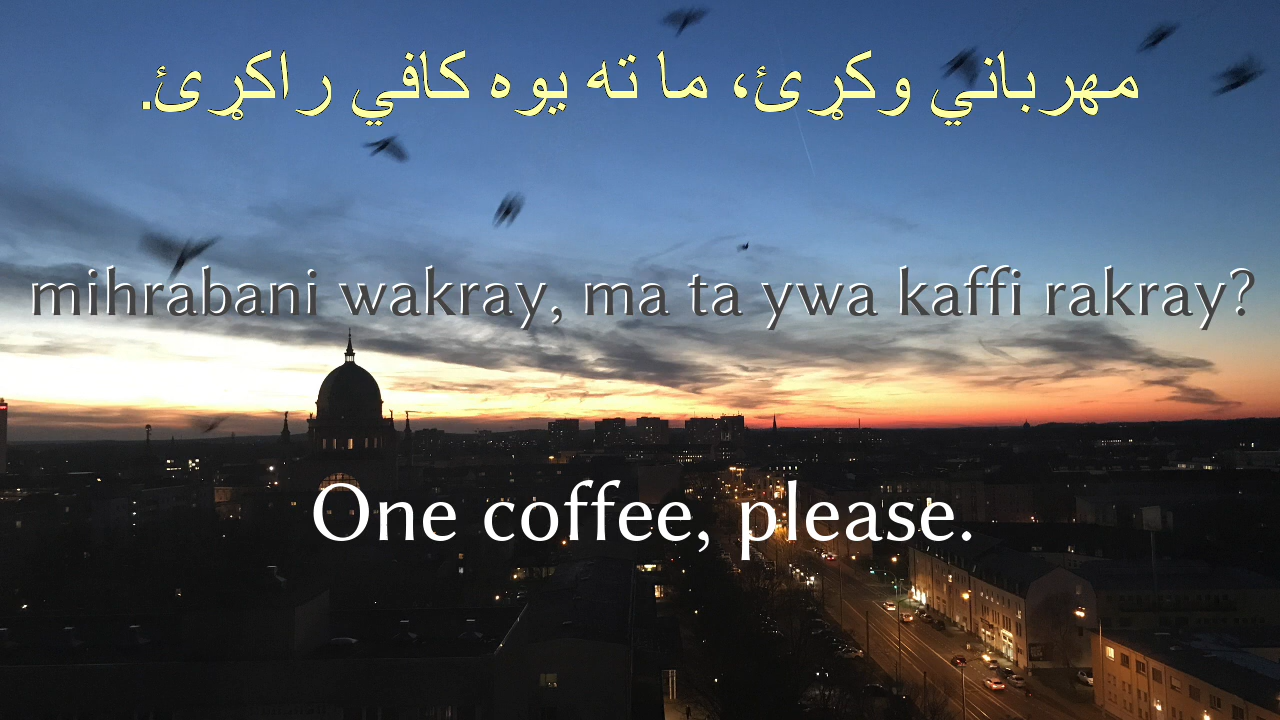 مهرباني وکړئ، ما ته يوه کافي راکړئ.
mihrabani wakray, ma ta ywa kaffi rakray?
One coffee, please.